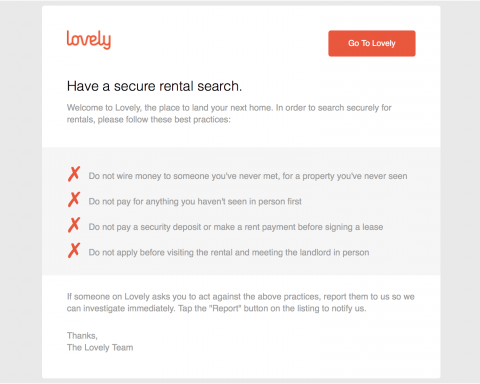 lovely
Go To Lovely
Have a secure rental search.
Welcome to Lovely, the place to land your next home. In order to search securely for
rentals, please follow these best practices:
✗ Do not wire money to someone you've never met, for a property you've never seen
✗ Do not pay for anything you haven't seen in person first
✗ Do not pay a security deposit or make a rent payment before signing a lease
✗ Do not apply before visiting the rental and meeting the landlord in person
If someone on Lovely asks you to act against the above practices, report them to us so we
can investigate immediately. Tap the "Report" button on the listing to notify us.
Thanks,
The Lovely Team